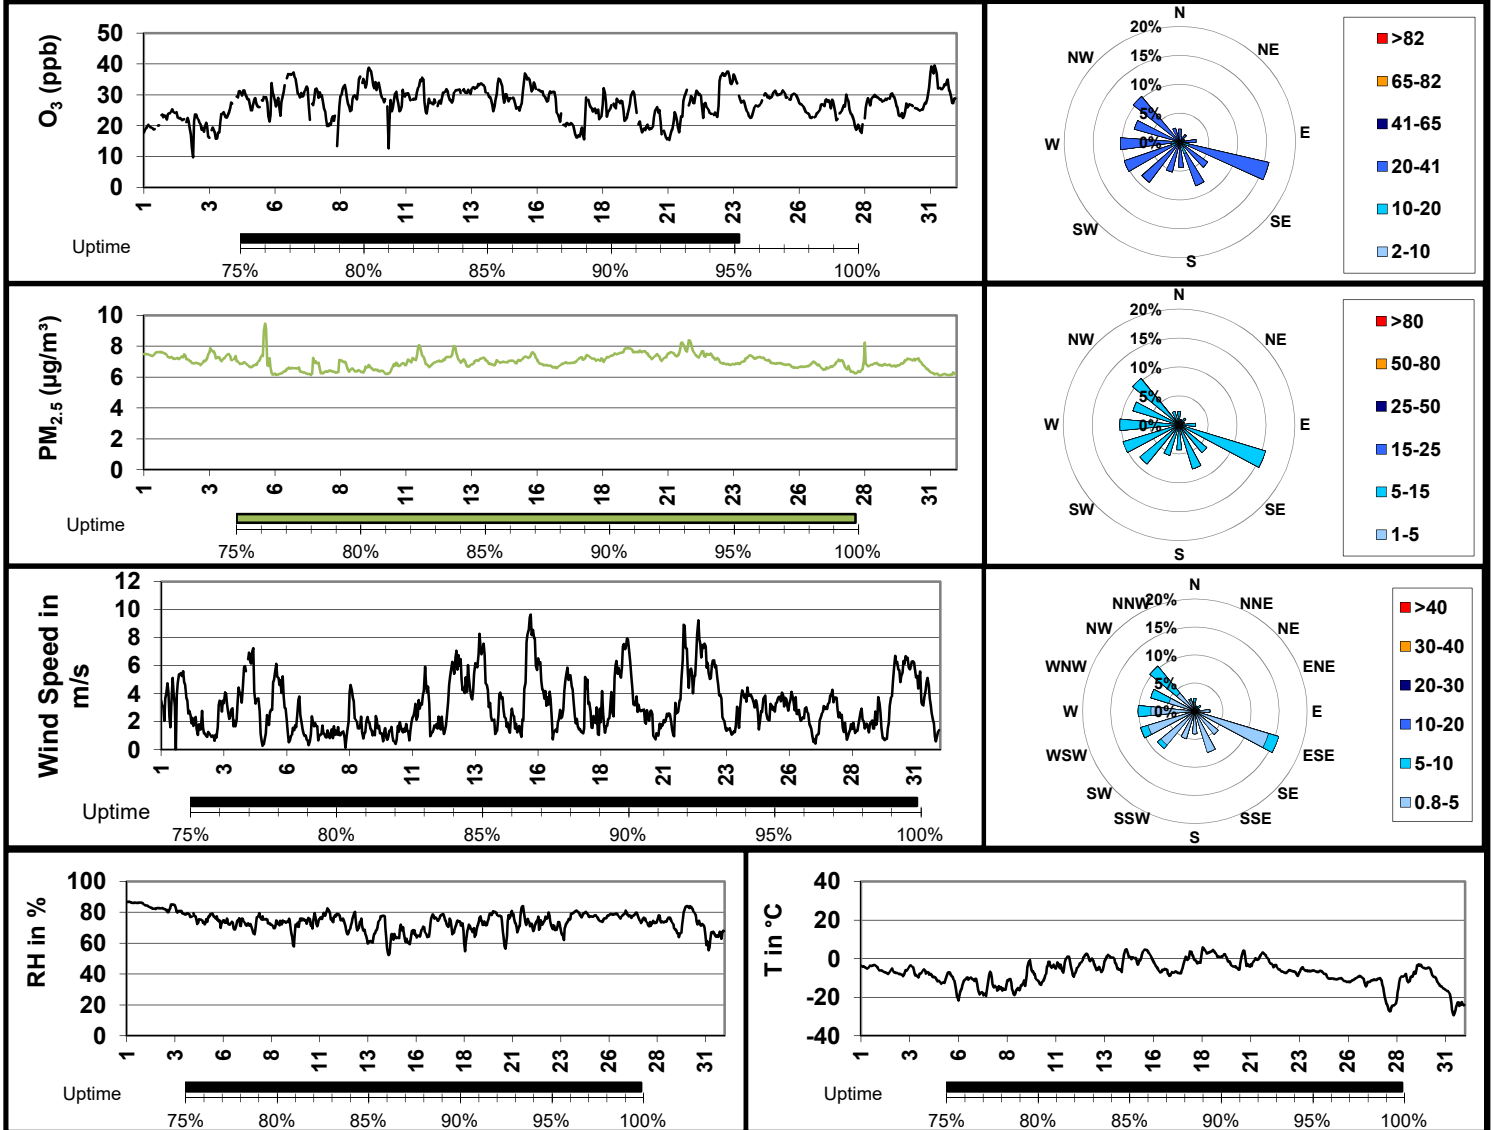 O3 (ppb)
50
40
30
20
10
0
1 3 6 8 11 13 16 18 21 23 26 28 31
Uptime
75% 80% 85% 90% 95% 100%
N
NE
E
SE
S
SW
W
NW
20%
15%
10%
5%
0%
>82
65-82
41-65
20-41
10-20
2-10
PM2.5 (µg/m³)
10
8
6
4
2
0
1 3 6 8 11 13 16 18 21 23 26 28 31
Uptime
75% 80% 85% 90% 95% 100%
N
NE
E
SE
S
SW
W
NW
20%
15%
10%
5%
0%
>80
50-80
25-50
15-25
5-15
1-5
Wind Speed in
m/s
12
10
8
6
4
2
0
1 3 6 8 11 13 16 18 21 23 26 28 31
Uptime
75% 80% 85% 90% 95% 100%
N
NNE
NE
ENE
E
ESE
SE
SSE
S
SSW
SW
WSW
W
WNW
NW
NNW
20%
15%
10%
5%
0%
>40
30-40
20-30
10-20
5-10
0.8-5
RH in %
100
80
60
40
20
0
1 3 6 8 11 13 16 18 21 23 26 28 31
Uptime
75% 80% 85% 90% 95% 100%
T in °C
40
20
0
-20
-40
1 3 6 8 11 13 16 18 21 23 26 28 31
Uptime
75% 80% 85% 90% 95% 100%